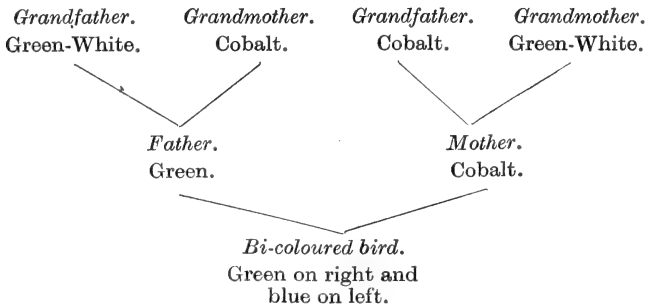 Grandfather. Grandmother. Grandfather. Grandmother.
Green-White. Cobalt. Cobalt. Green-White.
Father. Mother.
Green. Cobalt.
Bi-coloured bird.
Green on right and
blue on left.